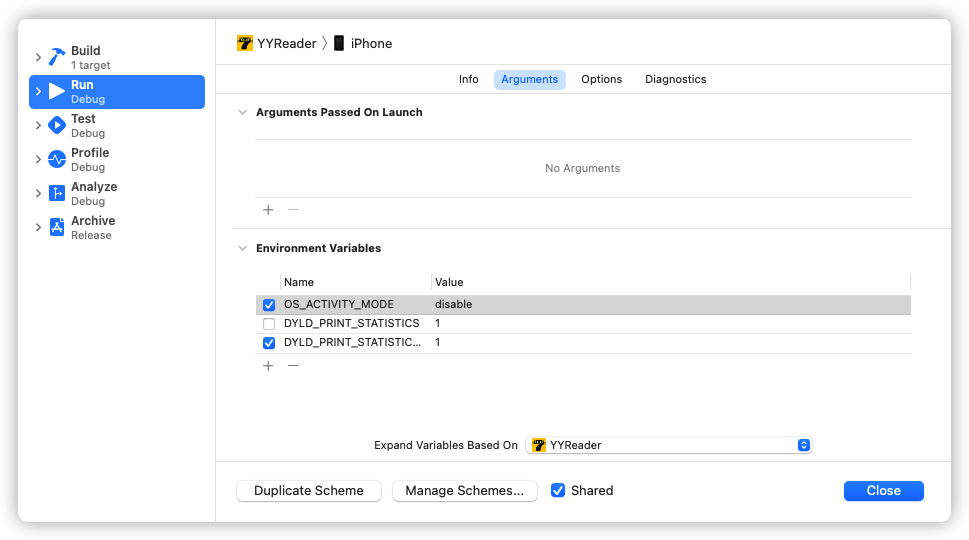 YYReader
iPhone
Build
1 target
Run
Debug
Test
Debug
Profile
Debug
Analyze
Debug
Archive
Release
Info
Arguments
Options
Diagnostics
Arguments Passed On Launch
No Arguments
Environment Variables
Name
Value
OS_ACTIVITY_MODE
disable
DYLD_PRINT_STATISTICS
1
DYLD_PRINT_STATISTIC...
1
Expand Variables Based On
YYReader
Duplicate Scheme
Manage Schemes...
Shared
Close